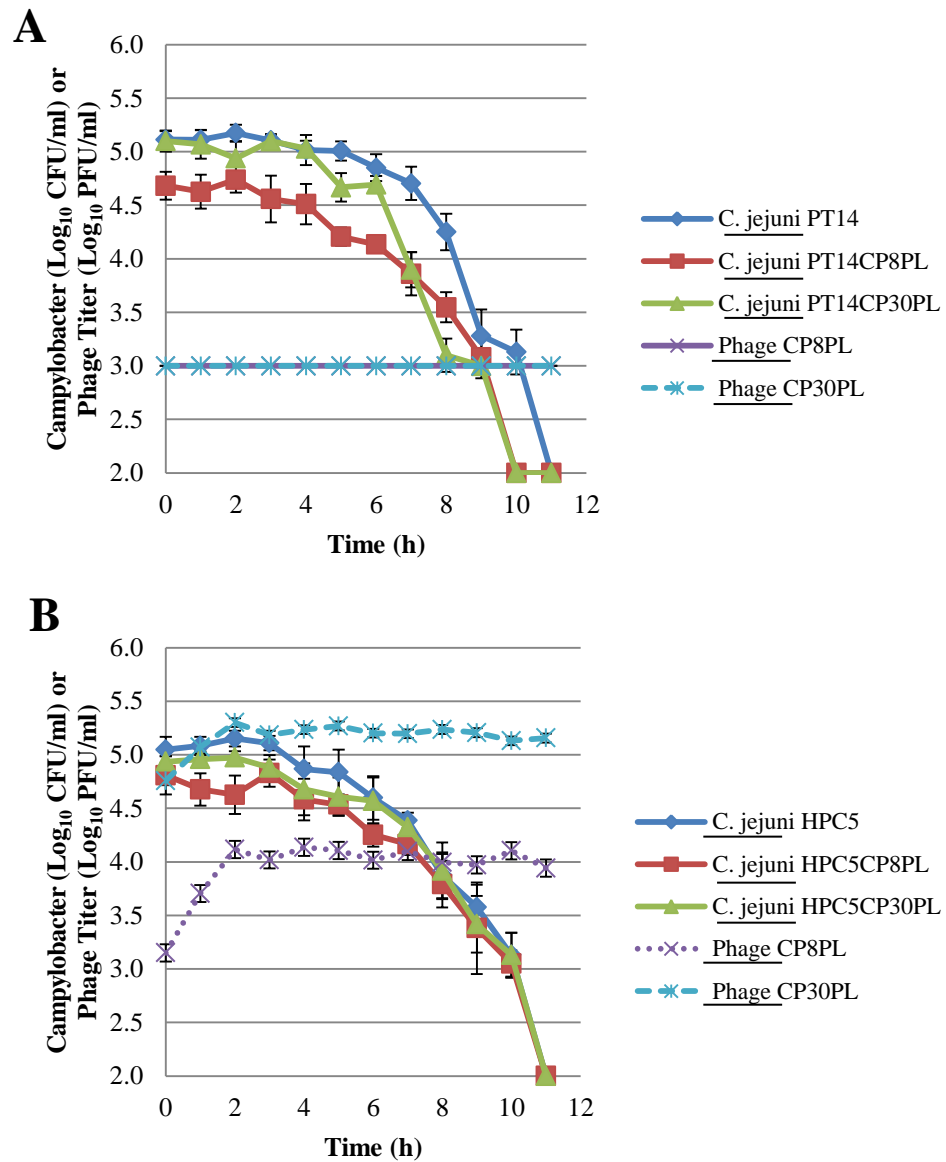 A
Campylobacter (Log10 CFU/ml) or
Phage Titer (Log10 PFU/ml)
6.0
5.5
5.0
4.5
4.0
3.5
3.0
2.5
2.0
0 2 4 6 8 10 12
Time (h)
C. jejuni PT14
C. jejuni PT14CP8PL
C. jejuni PT14CP30PL
Phage CP8PL
Phage CP30PL
B
Campylobacter (Log10 CFU/ml) or
Phage Titer (Log10 PFU/ml)
6.0
5.5
5.0
4.5
4.0
3.5
3.0
2.5
2.0
0 2 4 6 8 10 12
Time (h)
C. jejuni HPC5
C. jejuni HPC5CP8PL
C. jejuni HPC5CP30PL
Phage CP8PL
Phage CP30PL